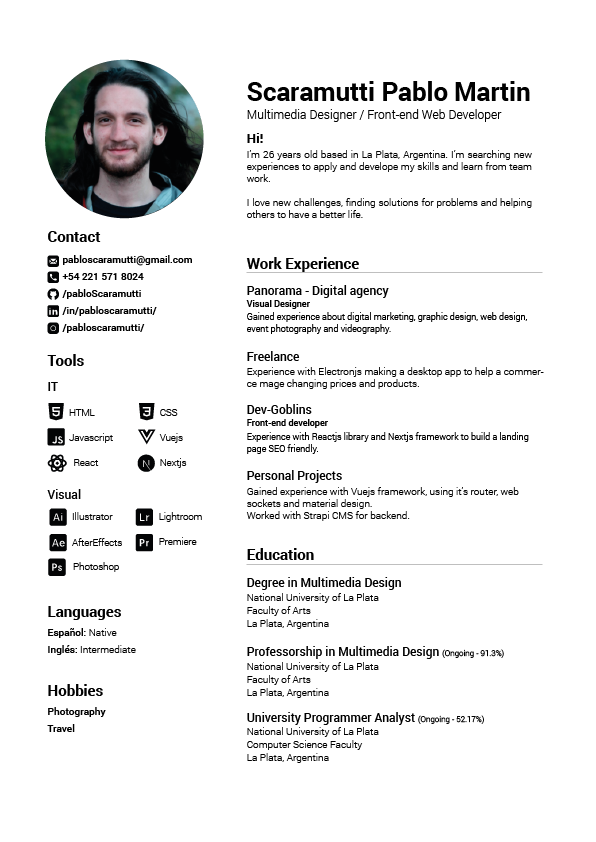 Scaramutti Pablo Martin
Multimedia Designer / Front-end Web Developer
Hi!
I'm 26 years old based in La Plata, Argentina. I'm searching new
experiences to apply and develope my skills and learn from team
work.
I love new challenges, finding solutions for problems and helping
others to have a better life.
Contact
pabloscaramutti@gmail.com
+54 221 571 8024
/pabloScaramutti
/in/pabloscaramutti/
/pabloscaramutti/
Tools
IT
HTML
CSS
JS Javascript
Vuejs
React
N Nextjs
Visual
Ai Illustrator
Lr Lightroom
Ae AfterEffects
Pr Premiere
Ps Photoshop
Languages
Español: Native
Inglés: Intermediate
Hobbies
Photography
Travel
Work Experience
Panorama - Digital agency
Visual Designer
Gained experience about digital marketing, graphic design, web design,
event photography and videography.
Freelance
Experience with Electronjs making a desktop app to help a commer-
ce mage changing prices and products.
Dev-Goblins
Front-end developer
Experience with Reactjs library and Nextjs framework to build a landing
page SEO friendly.
Personal Projects
Gained experience with Vuejs framework, using it's router, web
sockets and material design.
Worked with Strapi CMS for backend.
Education
Degree in Multimedia Design
National University of La Plata
Faculty of Arts
La Plata, Argentina
Professorship in Multimedia Design (Ongoing - 91.3%)
National University of La Plata
Faculty of Arts
La Plata, Argentina
University Programmer Analyst (Ongoing - 52.17%)
National University of La Plata
Computer Science Faculty
La Plata, Argentina